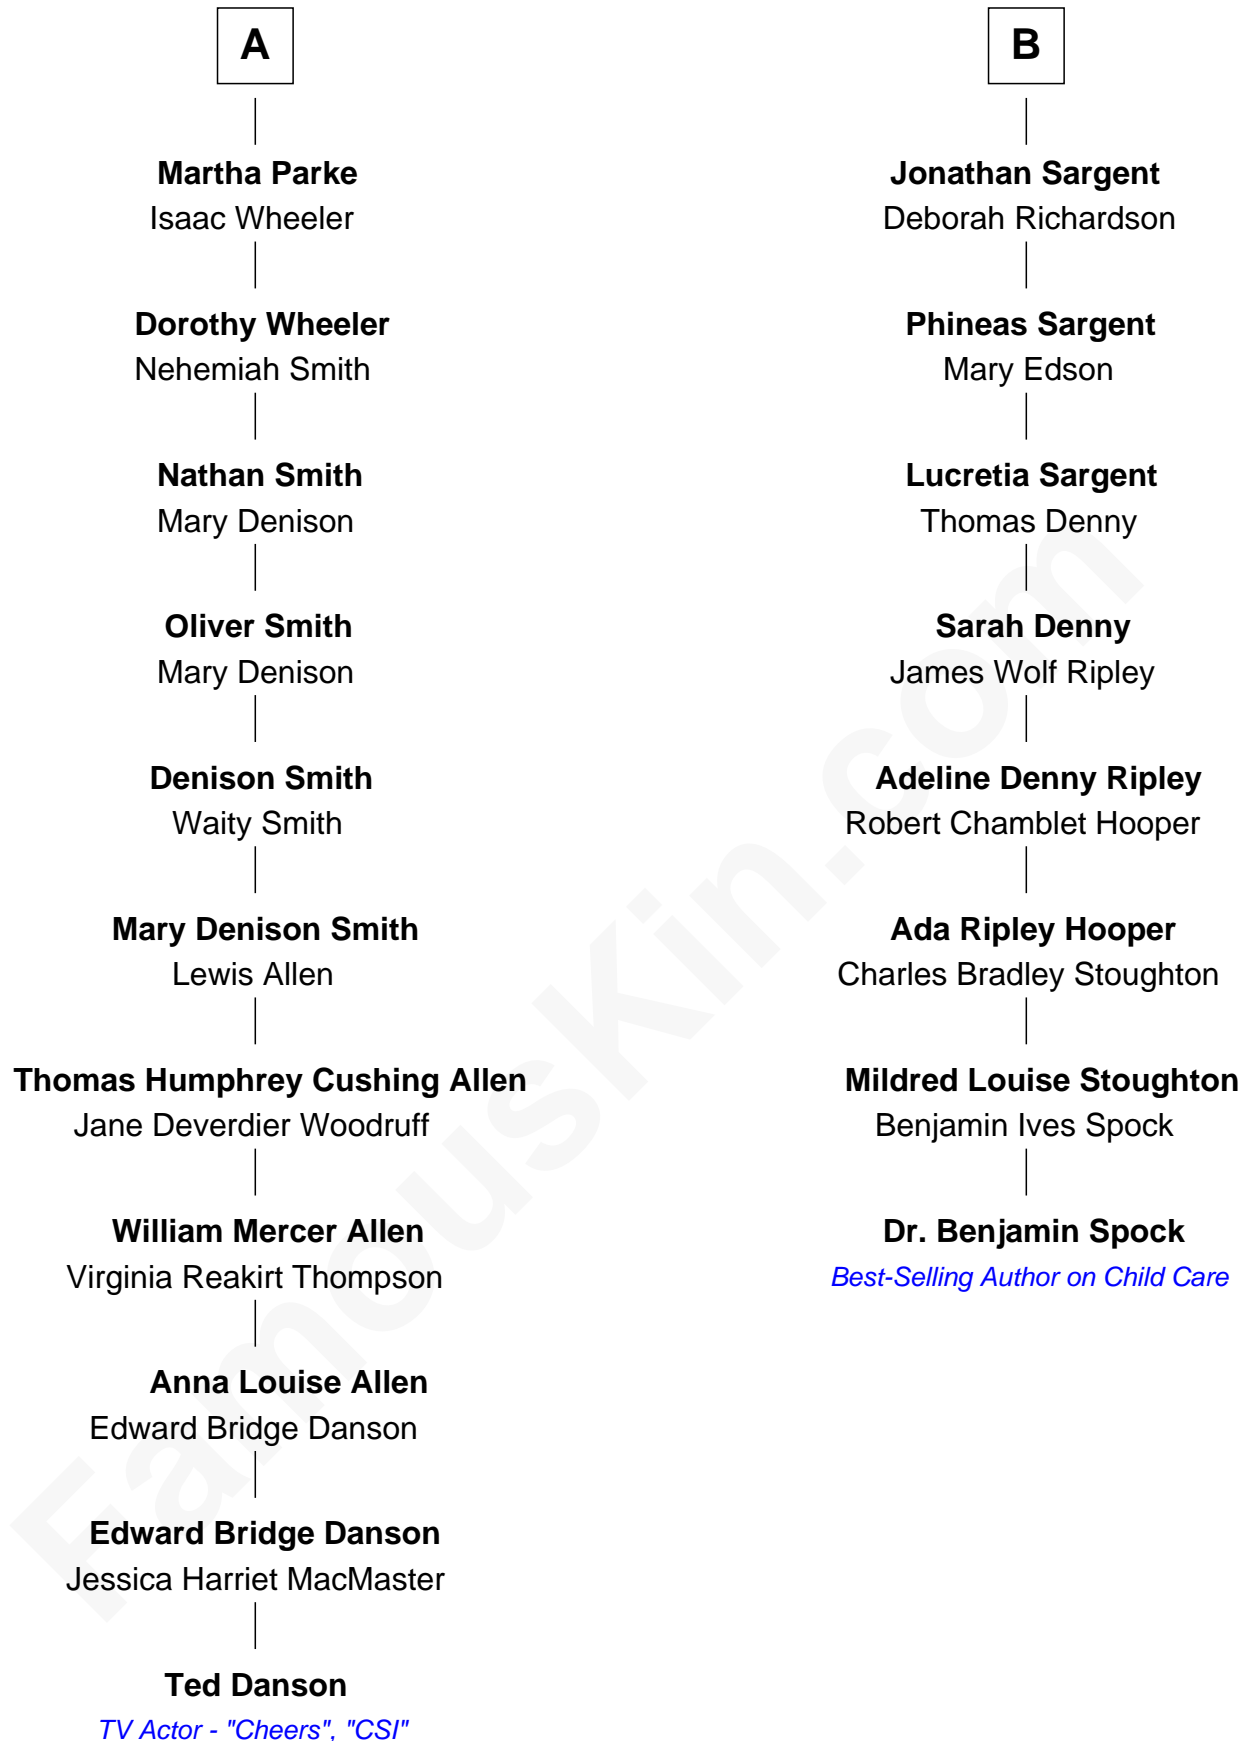 A
Martha Parke
Isaac Wheeler
Dorothy Wheeler
Nehemiah Smith
Nathan Smith
Mary Denison
Oliver Smith
Mary Denison
Denison Smith
Waity Smith
Mary Denison Smith
Lewis Allen
Thomas Humphrey Cushing Allen
Jane Deverdier Woodruff
William Mercer Allen
Virginia Reakirt Thompson
Anna Louise Allen
Edward Bridge Danson
Edward Bridge Danson
Jessica Harriet MacMaster
Ted Danson
TV Actor - "Cheers", "CSI"
B
Jonathan Sargent
Deborah Richardson
Phineas Sargent
Mary Edson
Lucretia Sargent
Thomas Denny
Sarah Denny
James Wolf Ripley
Adeline Denny Ripley
Robert Chamblet Hooper
Ada Ripley Hooper
Charles Bradley Stoughton
Mildred Louise Stoughton
Benjamin Ives Spock
Dr. Benjamin Spock
Best-Selling Author on Child Care
FamousKin.com